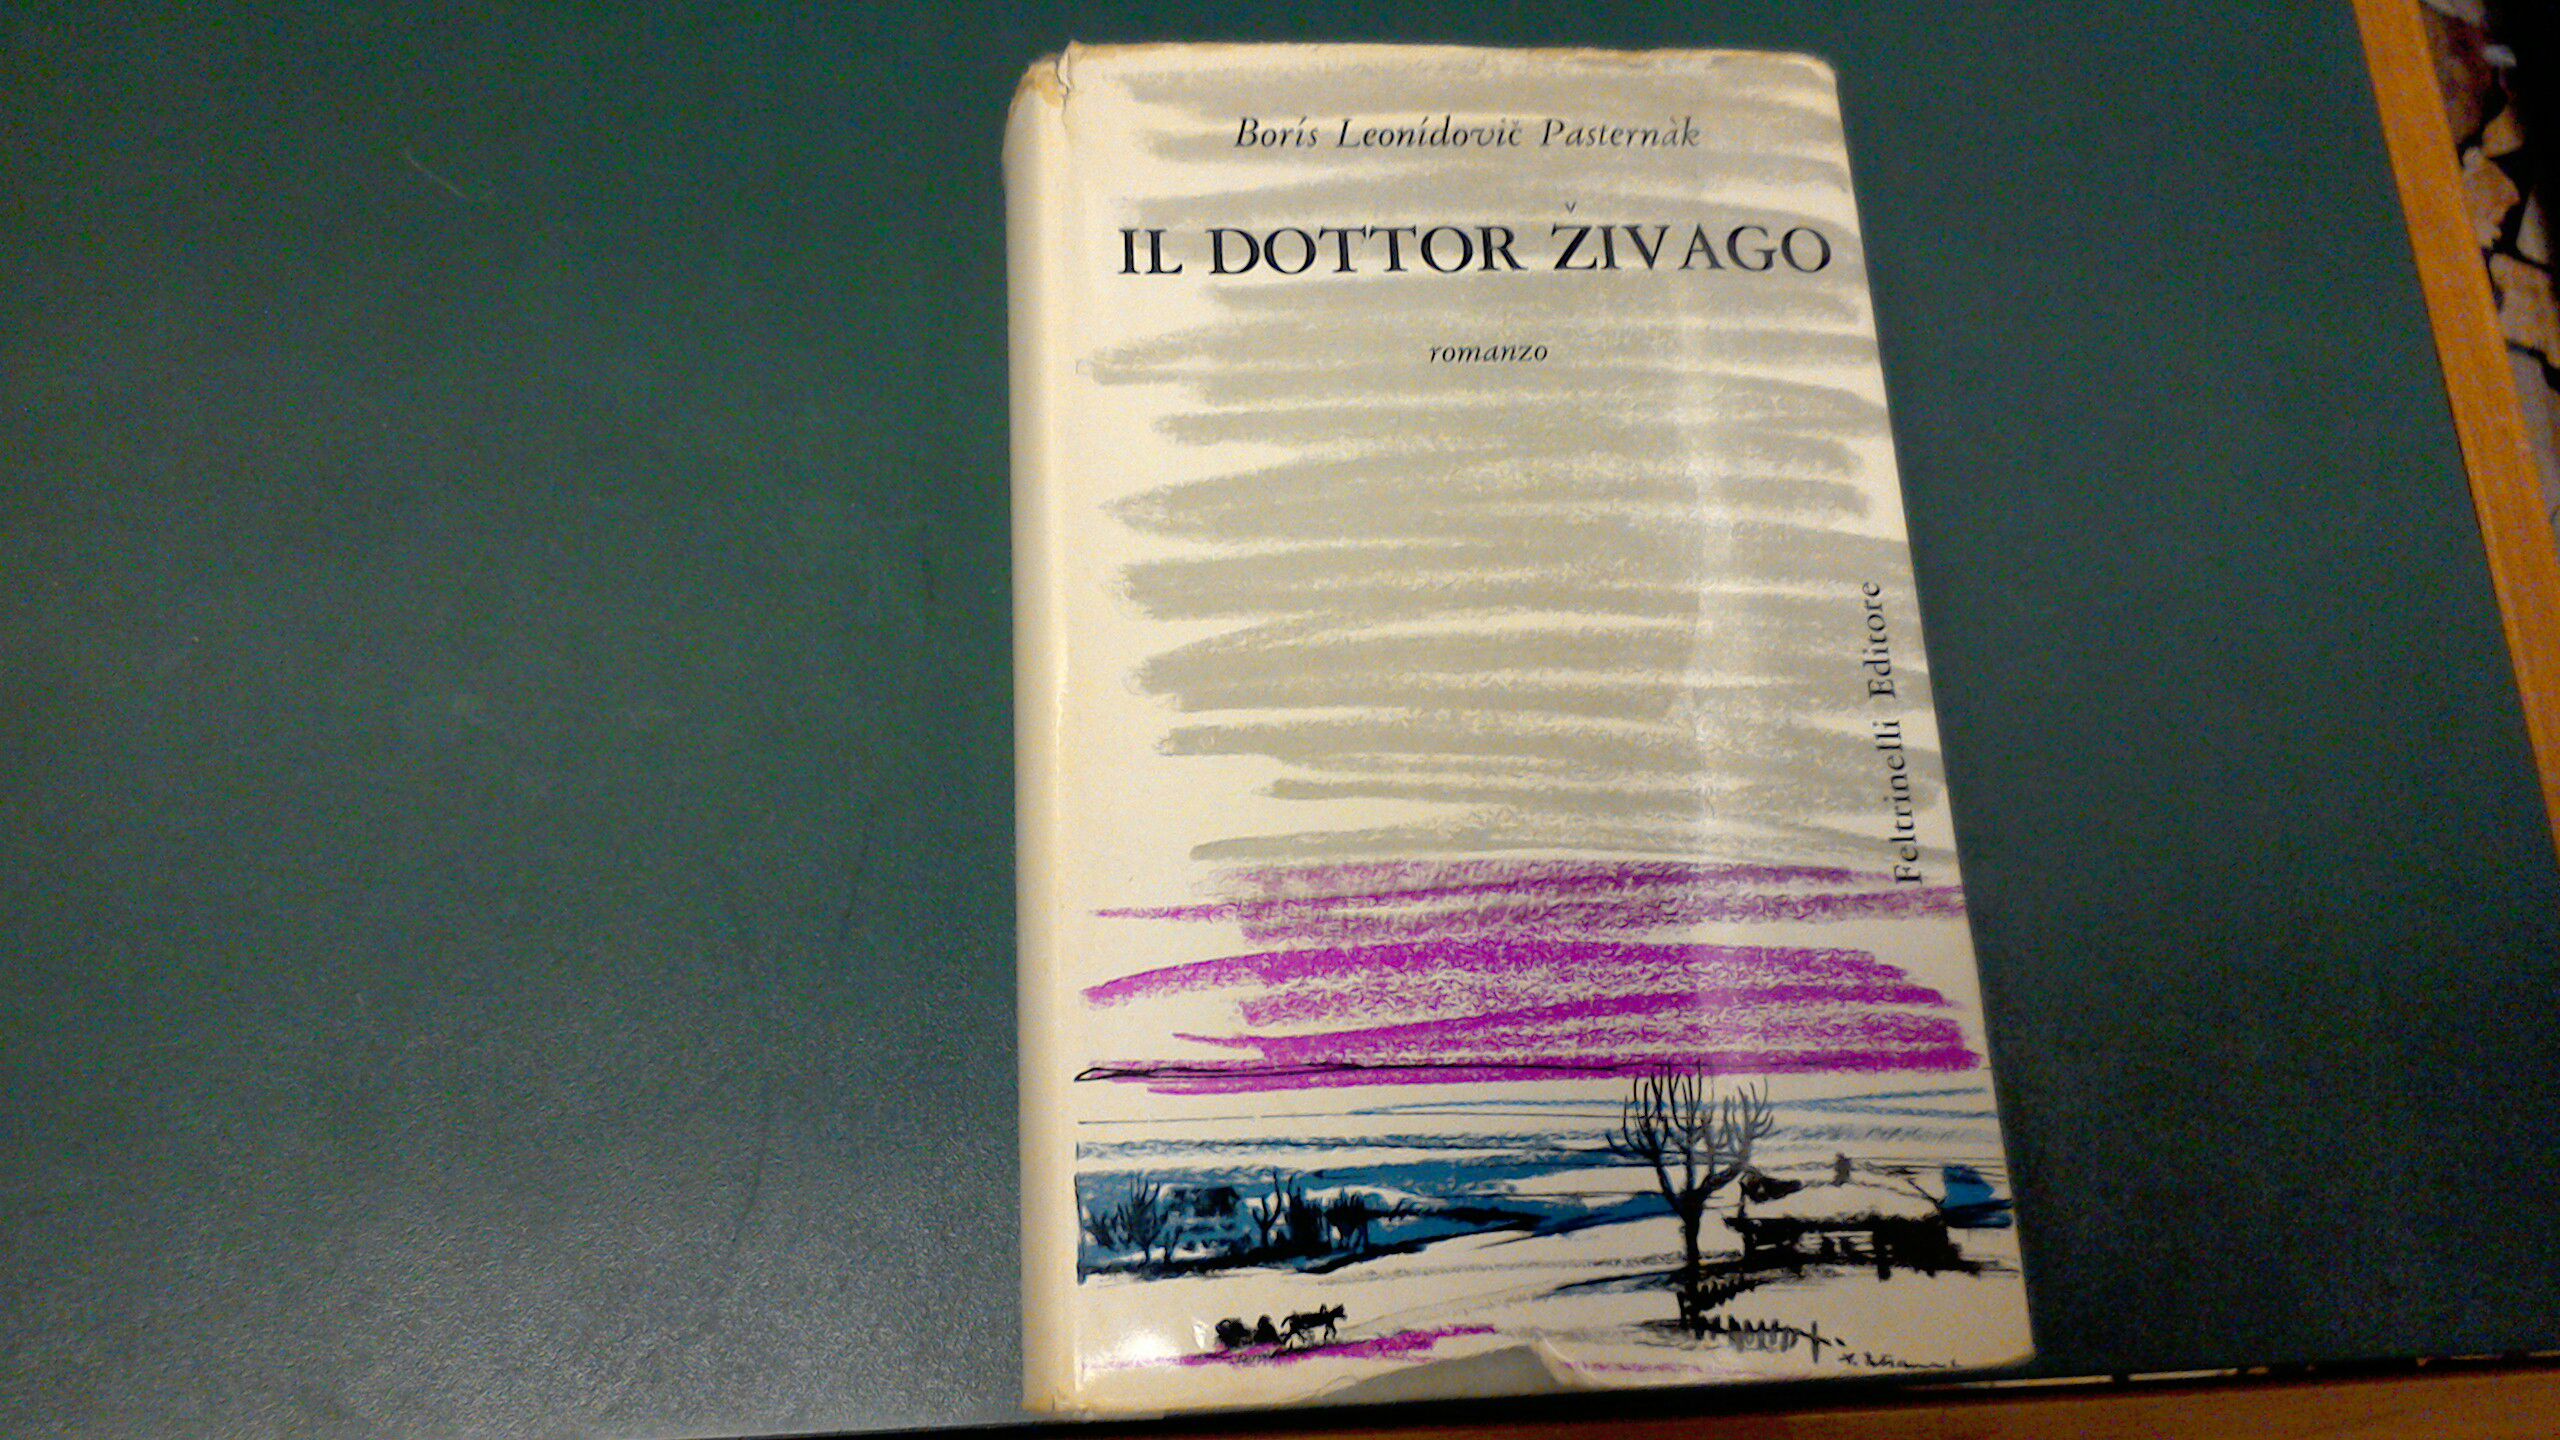 Borís Leonídovič Pasternàk
IL DOTTOR ŽIVAGO
romanzo
Feltrinelli Editore